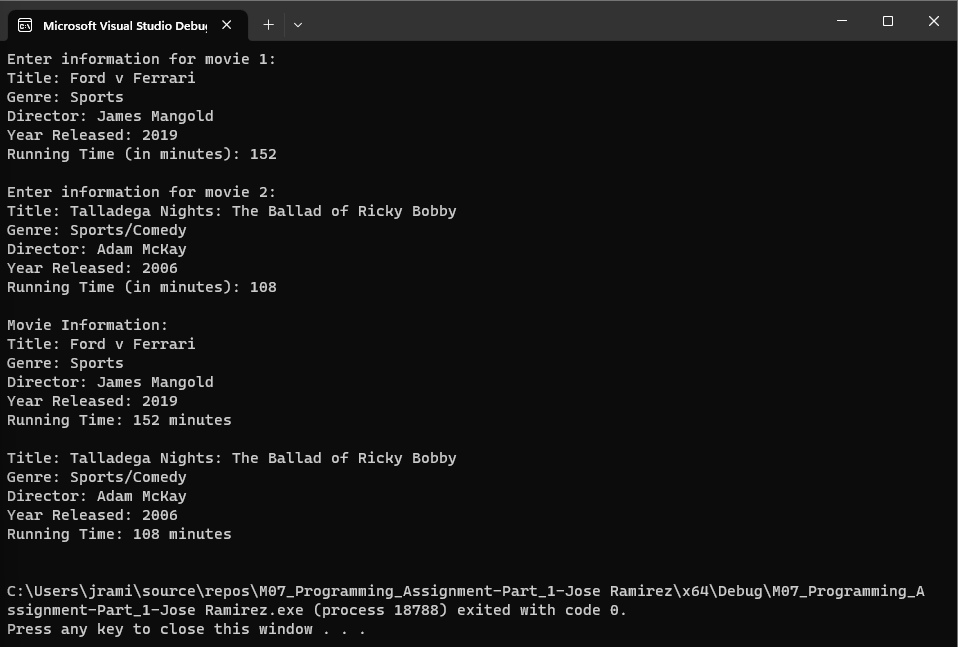 Microsoft Visual Studio Debug
Enter information for movie 1:
Title: Ford v Ferrari
Genre: Sports
Director: James Mangold
Year Released: 2019
Running Time (in minutes): 152
Enter information for movie 2:
Title: Talladega Nights: The Ballad of Ricky Bobby
Genre: Sports/Comedy
Director: Adam McKay
Year Released: 2006
Running Time (in minutes): 108
Movie Information:
Title: Ford v Ferrari
Genre: Sports
Director: James Mangold
Year Released: 2019
Running Time: 152 minutes
Title: Talladega Nights: The Ballad of Ricky Bobby
Genre: Sports/Comedy
Director: Adam McKay
Year Released: 2006
Running Time: 108 minutes
C:\Users\jrami\source\repos\M07_Programming_Assignment-Part_1-Jose Ramirez\x64\Debug\M07_Programming_A
ssignment-Part_1-Jose Ramirez.exe (process 18788) exited with code 0.
Press any key to close this window . . .